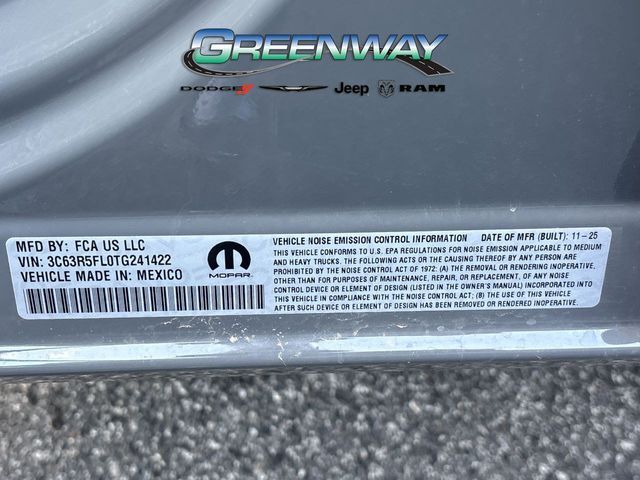 GREENWAY
DODGE Jeep RAM
MFD BY: FCA US LLC
VIN: 3C63R5FL0TG241422
VEHICLE MADE IN: MEXICO
MOPAR
VEHICLE NOISE EMISSION CONTROL INFORMATION DATE OF MFR (BUILT): 11-25
THIS VEHICLE CONFORMS TO U.S. EPA REGULATIONS FOR NOISE EMISSION APPLICABLE TO MEDIUM
AND HEAVY TRUCKS. THE FOLLOWING ACTS OR THE CAUSING THEREOF BY ANY PERSON ARE
PROHIBITED BY THE NOISE CONTROL ACT OF 1972: (A) THE REMOVAL OR RENDERING INOPERATIVE,
OTHER THAN FOR PURPOSES OF MAINTENANCE, REPAIR, OR REPLACEMENT, OF ANY NOISE
CONTROL DEVICE OR ELEMENT OF DESIGN (LISTED IN THE OWNER'S MANUAL) INCORPORATED INTO
THIS VEHICLE IN COMPLIANCE WITH THE NOISE CONTROL ACT; (B) THE USE OF THIS VEHICLE
AFTER SUCH DEVICE OR ELEMENT OF DESIGN HAS BEEN REMOVED OR RENDERED INOPERATIVE.